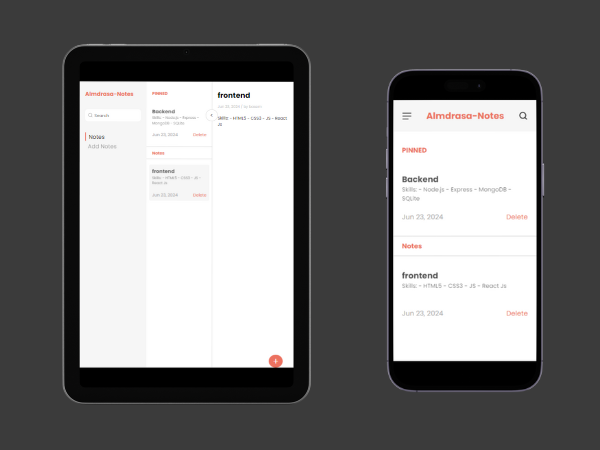 Almdrasa-Notes
Search
Notes
Add Notes
PINNED
Backend
Skills: - Node.js - Express -
MongoDB - SQLite
Jun 23, 2024
Delete
Notes
frontend
Skills: - HTML5 - CSS3 - JS -
React Js
Jun 23, 2024
Delete
frontend
Jun 23, 2024
Skills: - HTML5 - CSS3 - JS - React
Js
Almdrasa-Notes
PINNED
Backend
Skills: - Node.js - Express - MongoDB -
SQLite
Jun 23, 2024
Delete
Notes
frontend
Skills: - HTML5 - CSS3 - JS - React Js
Jun 23, 2024
Delete